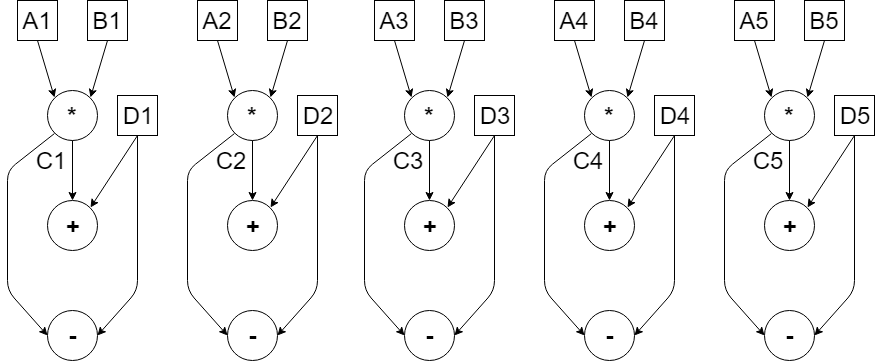 A1 B1 A2 B2 A3 B3 A4 B4 A5 B5
* D1 * D2 * D3 * D4 * D5
C1 C2 C3 C4 C5
+ + + + +
- - - - -